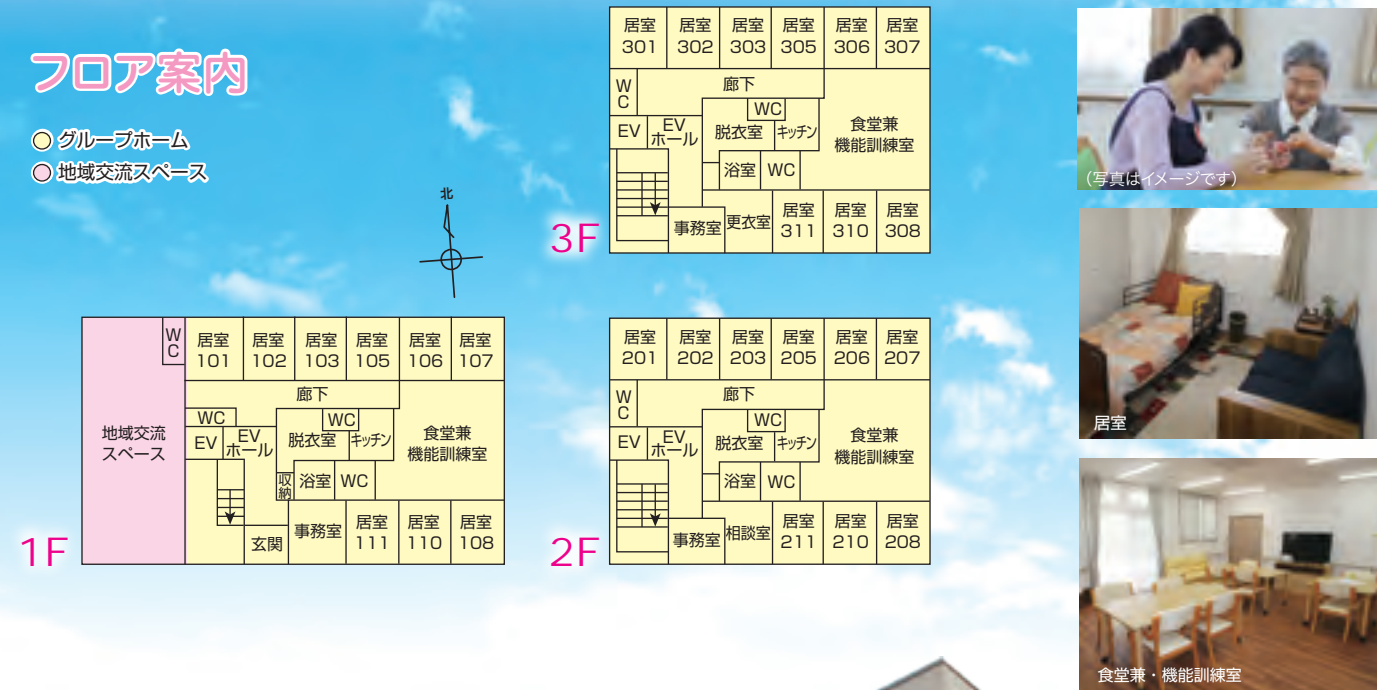 フロア案内
グループホーム
地域交流スペース
北
3F
居室
301
居室
302
居室
303
居室
305
居室
306
居室
307
WC
廊下
EV
EV
ホール
WC
脱衣室
キッチン
食堂兼
機能訓練室
浴室
WC
事務室
更衣室
居室
311
居室
310
居室
308
1F
地域交流
スペース
WC
居室
101
居室
102
居室
103
居室
105
居室
106
居室
107
廊下
WC
EV
EV
ホール
WC
脱衣室
キッチン
食堂兼
機能訓練室
収納
浴室
WC
玄関
事務室
居室
111
居室
110
居室
108
2F
居室
201
居室
202
居室
203
居室
205
居室
206
居室
207
WC
廊下
EV
EV
ホール
WC
脱衣室
キッチン
食堂兼
機能訓練室
浴室
WC
事務室
相談室
居室
211
居室
210
居室
208
（写真はイメージです）
居室
食堂兼・機能訓練室